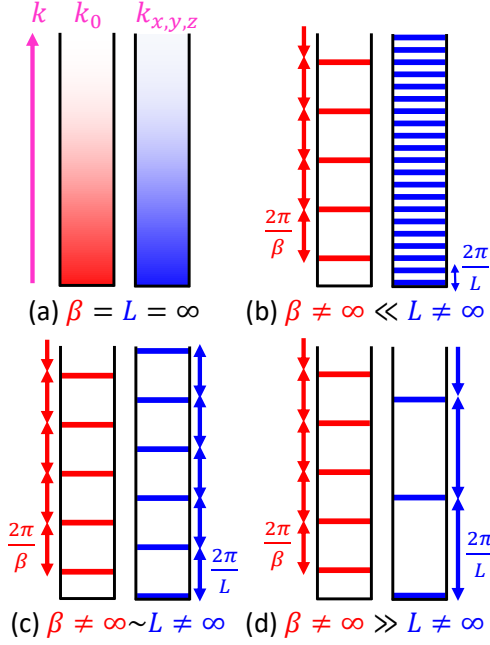 k k₀ kₓ,ᵧ,z
2π/β
2π/L
(a) β = L = ∞
(b) β ≠ ∞ ≪ L ≠ ∞
2π/β
2π/L
2π/β
2π/L
(c) β ≠ ∞~L ≠ ∞
(d) β ≠ ∞ ≫ L ≠ ∞